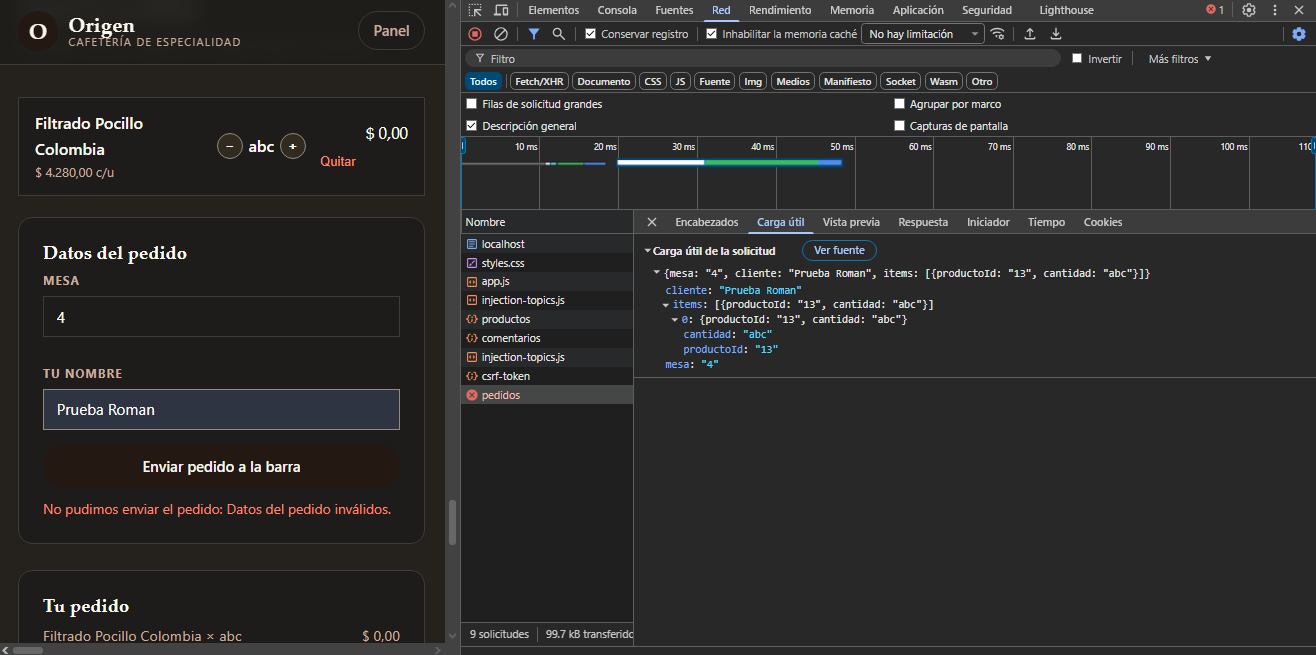 O
Origen
CAFETERÍA DE ESPECIALIDAD
Panel
Filtrado Pocillo
Colombia
$ 4.280,00 c/u
− abc +
$ 0,00
Quitar
Datos del pedido
MESA
4
TU NOMBRE
Prueba Roman
Enviar pedido a la barra
No pudimos enviar el pedido: Datos del pedido inválidos.
Tu pedido
Filtrado Pocillo Colombia × abc $ 0,00
Elementos Consola Fuentes Red Rendimiento Memoria Aplicación Seguridad Lighthouse 1
Conservar registro Inhabilitar la memoria caché No hay limitación
Filtro Invertir Más filtros
Todos Fetch/XHR Documento CSS JS Fuente Img Medios Manifiesto Socket Wasm Otro
Filas de solicitud grandes Agrupar por marco
Descripción general Capturas de pantalla
10 ms 20 ms 30 ms 40 ms 50 ms 60 ms 70 ms 80 ms 90 ms 100 ms 110
Nombre
localhost
styles.css
app.js
injection-topics.js
productos
comentarios
injection-topics.js
csrf-token
pedidos
9 solicitudes 99.7 kB transferido
Encabezados Carga útil Vista previa Respuesta Iniciador Tiempo Cookies
Carga útil de la solicitud Ver fuente
{mesa: "4", cliente: "Prueba Roman", items: [{productoId: "13", cantidad: "abc"}]}
cliente: "Prueba Roman"
items: [{productoId: "13", cantidad: "abc"}]
0: {productoId: "13", cantidad: "abc"}
cantidad: "abc"
productoId: "13"
mesa: "4"